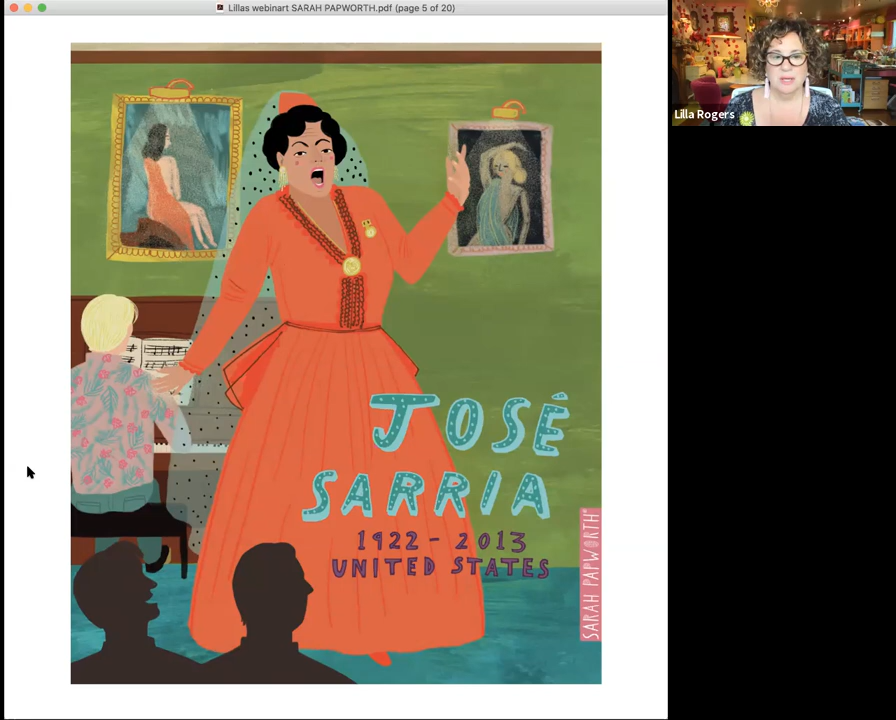 Lillas webinart SARAH PAPWORTH.pdf (page 5 of 20)
Lilla Rogers
JOSÉ
SARRIA
1922 - 2013
UNITED STATES
SARAH PAPWORTH